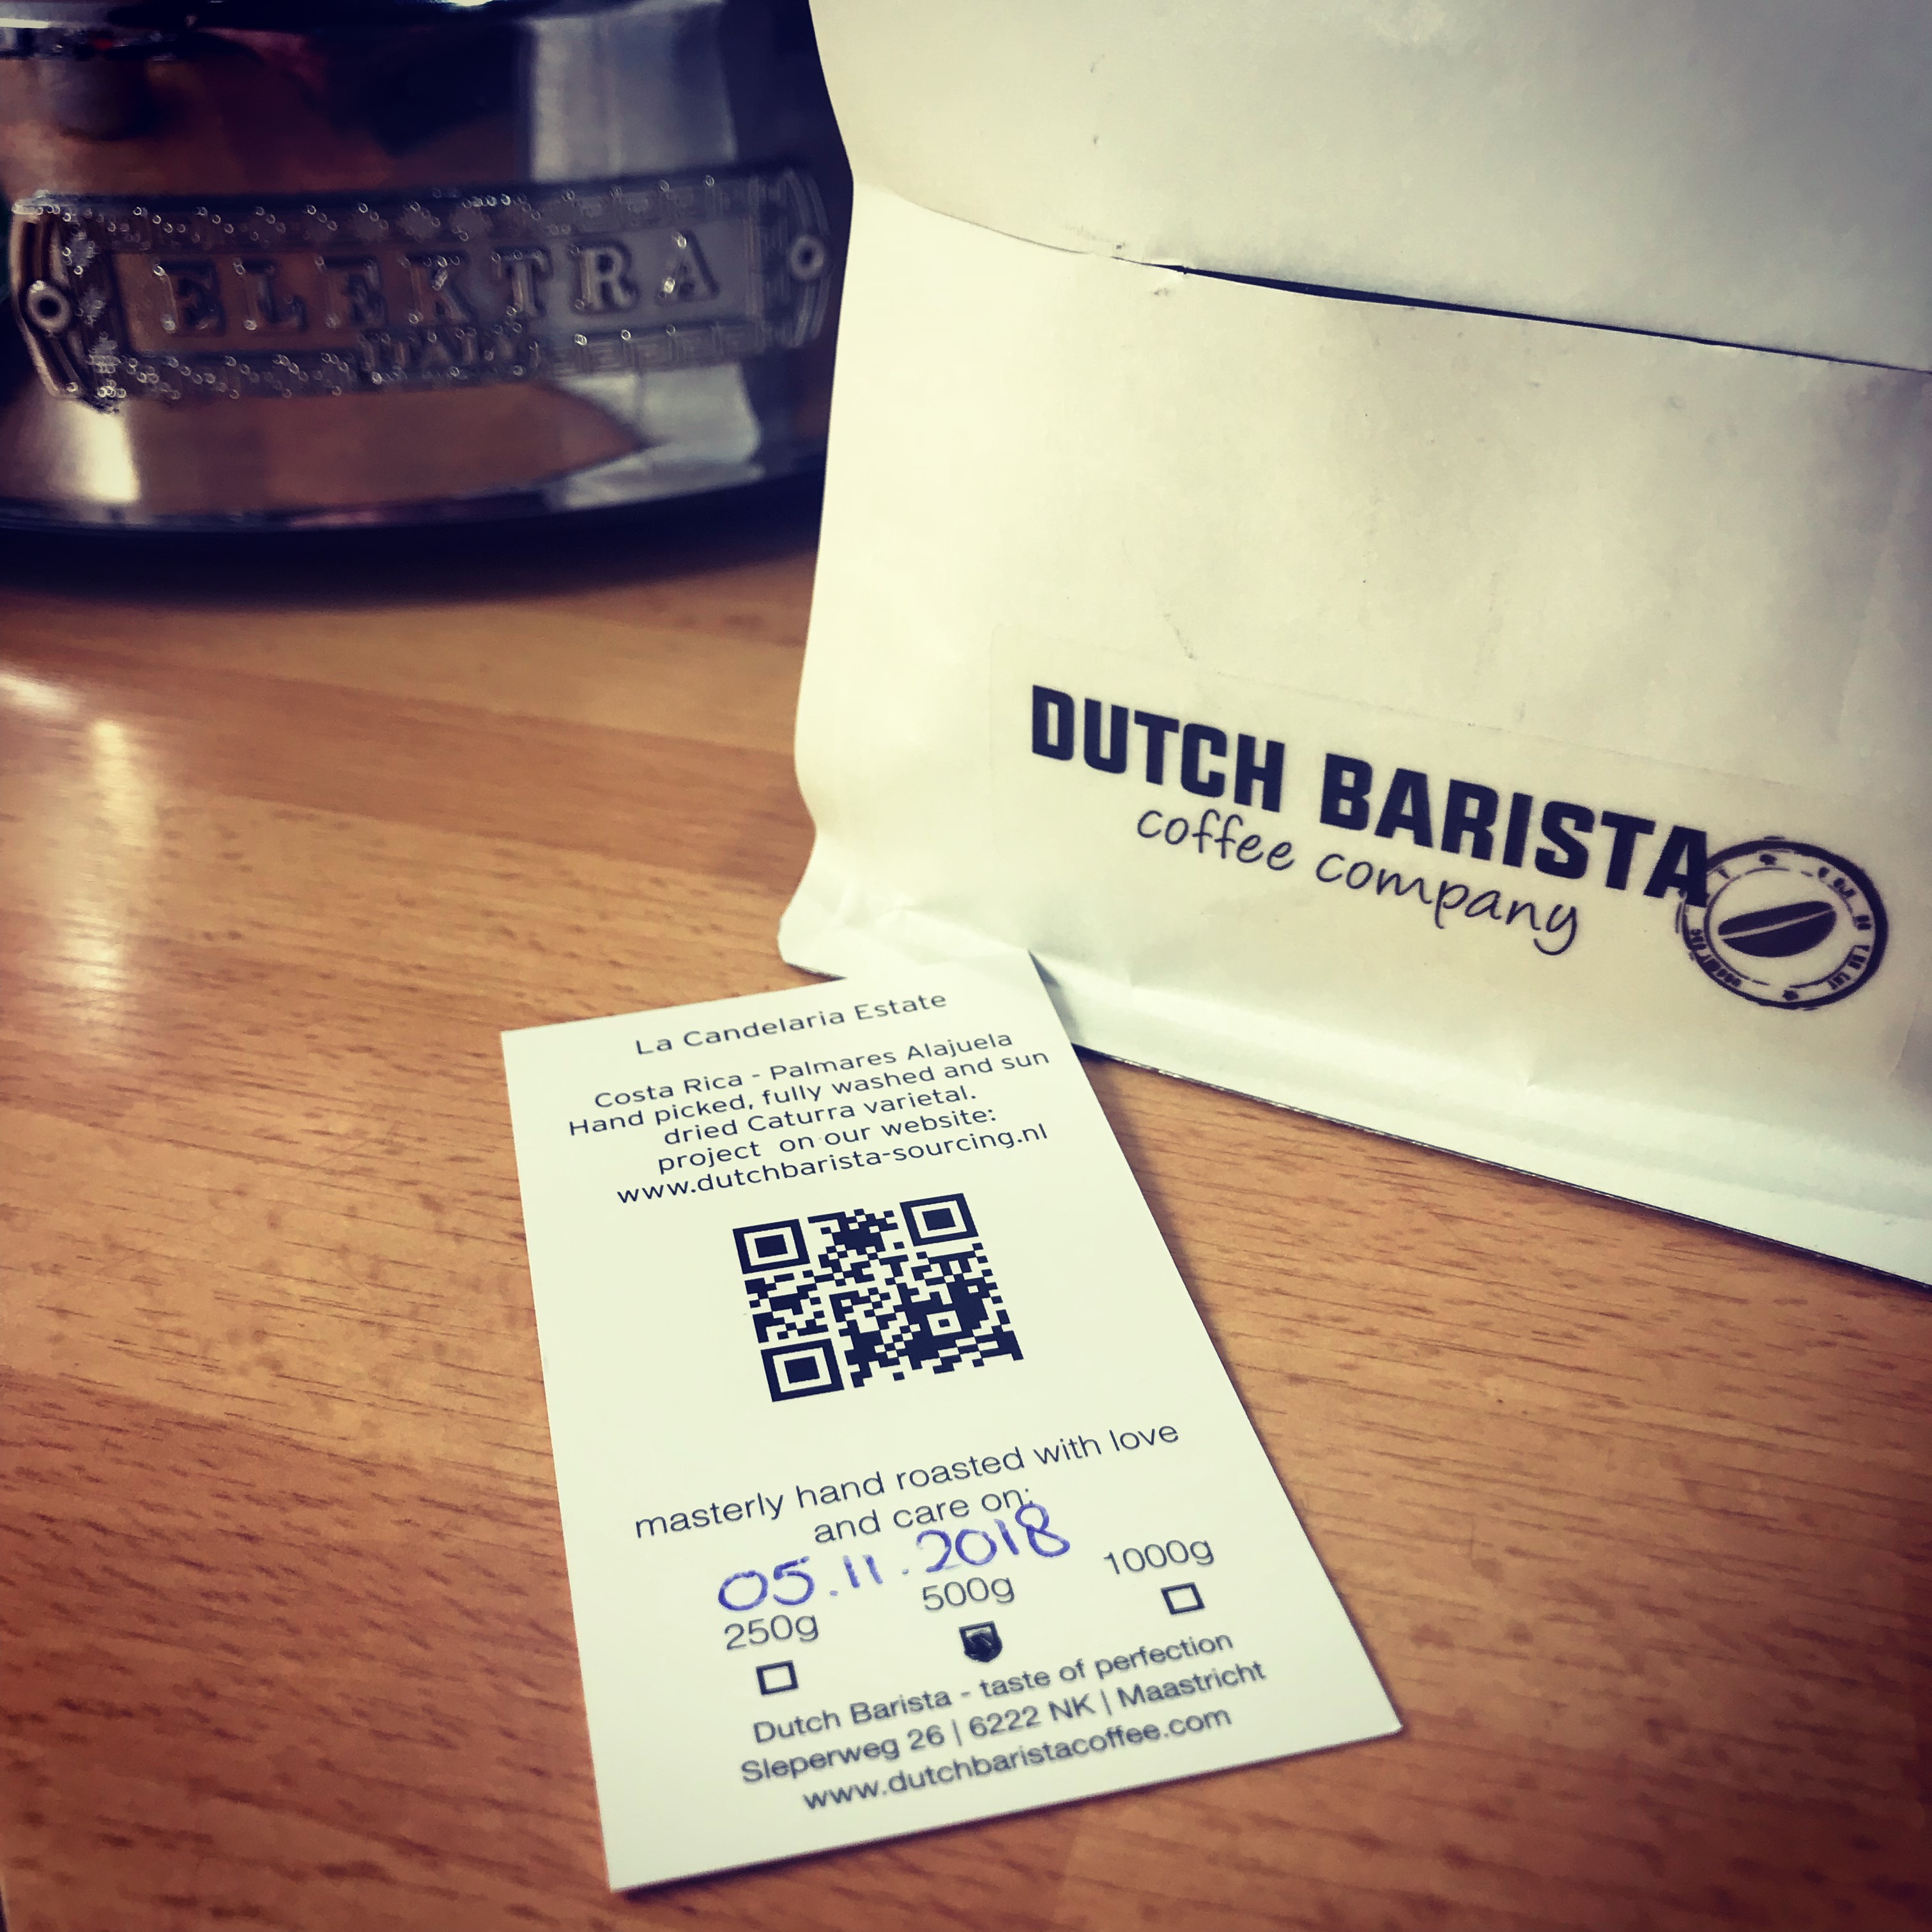 ELEKTRA
ITALY
DUTCH BARISTA
coffee company
La Candelaria Estate
Costa Rica - Palmares Alajuela
Hand picked, fully washed and sun
dried Caturra varietal.
project on our website:
www.dutchbarista-sourcing.nl
masterly hand roasted with love
and care on:
05.11.2018
250g
500g
1000g
Dutch Barista - taste of perfection
Sleperweg 26 | 6222 NK | Maastricht
www.dutchbaristacoffee.com